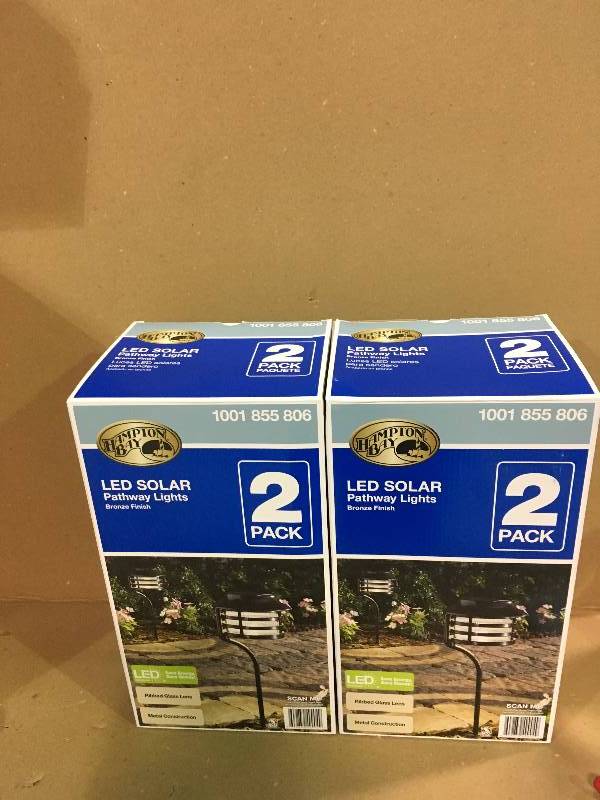 1001 855 806
HAMPTON BAY
LED SOLAR
Pathway Lights
Bronze Finish
Luces LED solares
para sendero
2
PACK
PAQUETE
1001 855 806
HAMPTON
BAY
LED SOLAR
Pathway Lights
Bronze Finish
2
PACK
LED
Ribbed Glass Lens
Metal Construction
SCAN ME
1001 855 806
HAMPTON BAY
LED SOLAR
Pathway Lights
Bronze Finish
Luces LED solares
para sendero
2
PACK
PAQUETE
1001 855 806
HAMPTON
BAY
LED SOLAR
Pathway Lights
Bronze Finish
2
PACK
LED
Ribbed Glass Lens
Metal Construction
SCAN ME